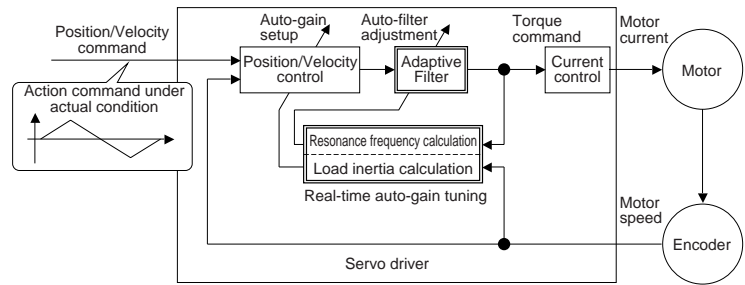 Position/Velocity
command
Action command under
actual condition
Auto-gain
setup
Auto-filter
adjustment
Torque
command
Motor
current
Position/Velocity
control
Adaptive
Filter
Current
control
Motor
Resonance frequency calculation
Load inertia calculation
Real-time auto-gain tuning
Motor
speed
Encoder
Servo driver